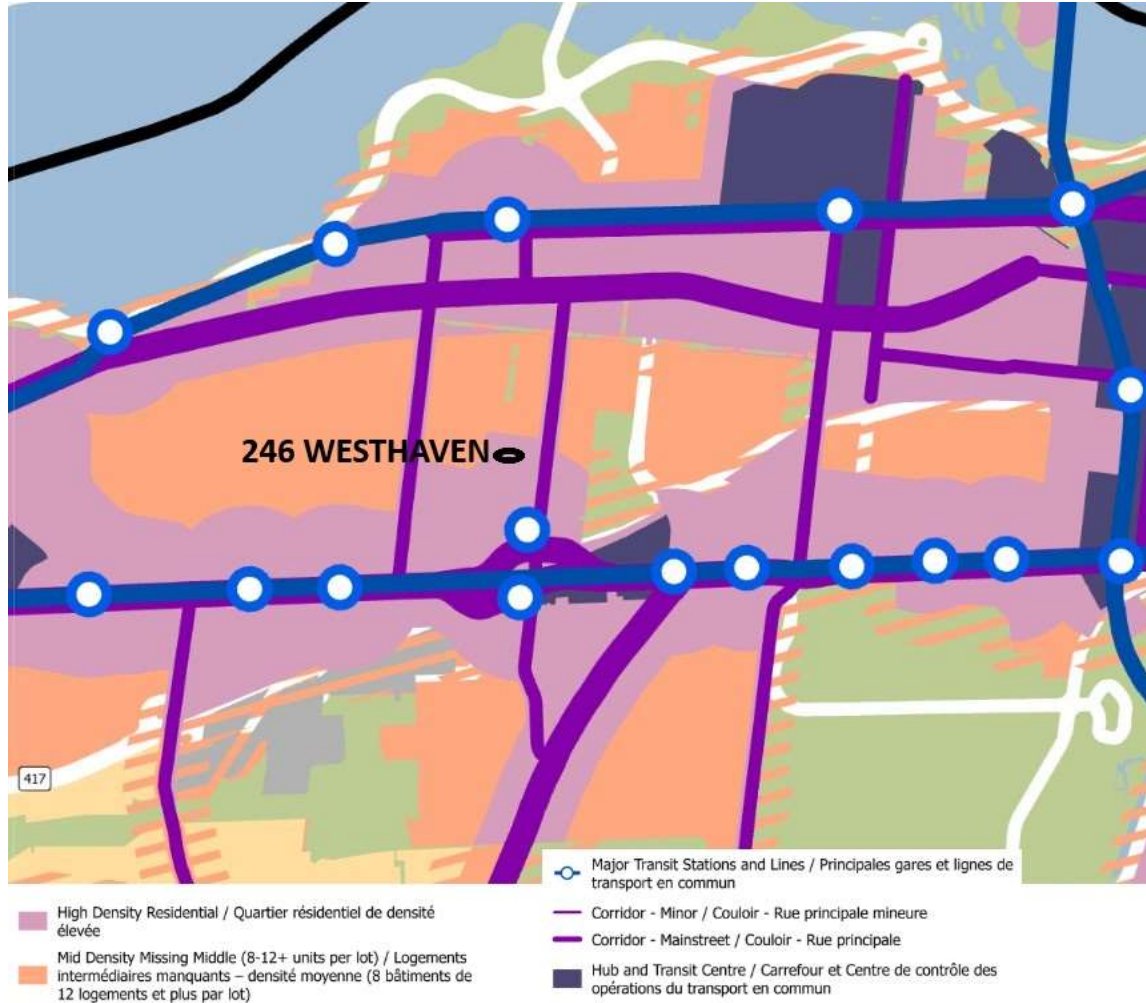 246 WESTHAVEN
417
Major Transit Stations and Lines / Principales gares et lignes de
transport en commun
High Density Residential / Quartier résidentiel de densité
élevée
Corridor - Minor / Couloir - Rue principale mineure
Corridor - Mainstreet / Couloir - Rue principale
Mid Density Missing Middle (8-12+ units per lot) / Logements
intermédiaires manquants – densité moyenne (8 bâtiments de
12 logements et plus par lot)
Hub and Transit Centre / Carrefour et Centre de contrôle des
opérations du transport en commun